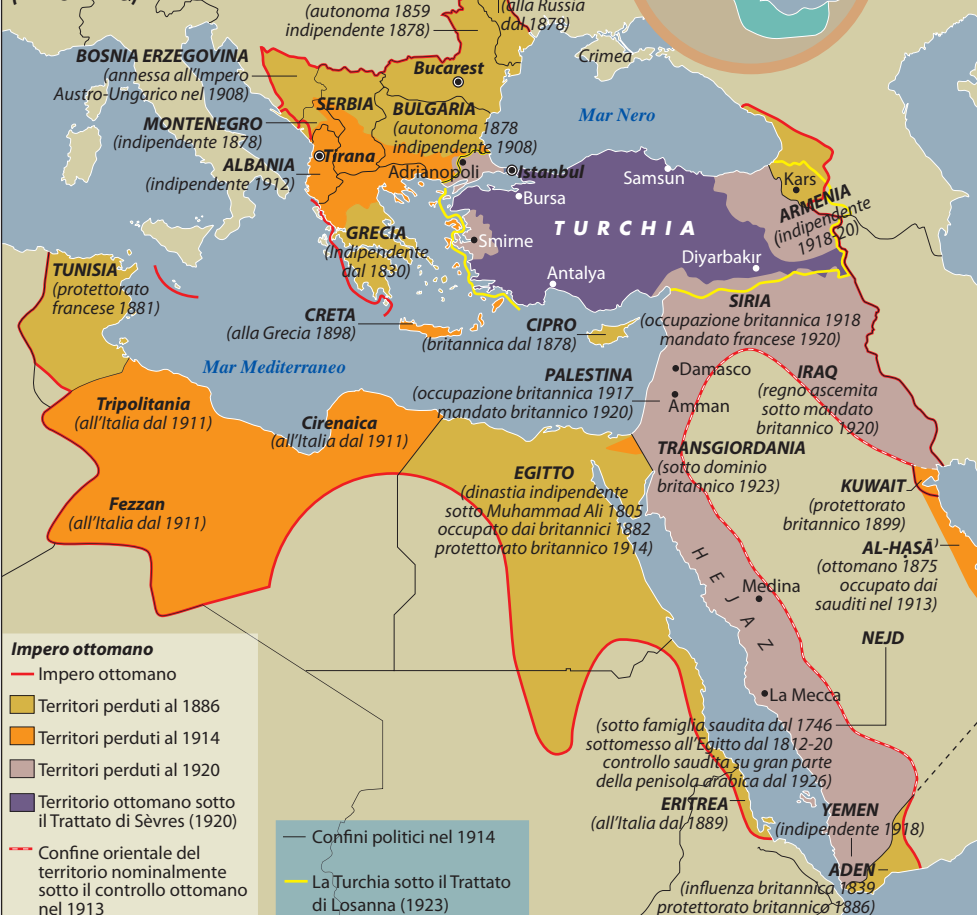 (autonoma 1859
indipendente 1878)
(alla Russia
dal 1878)
BOSNIA ERZEGOVINA
(annessa all'Impero
Austro-Ungarico nel 1908)
Crimea
Bucarest
SERBIA
BULGARIA
(autonoma 1878
indipendente 1908)
Mar Nero
MONTENEGRO
(indipendente 1878)
Tirana
ALBANIA
(indipendente 1912)
Adrianopoli
Istanbul
Samsun
Kars
Bursa
ARMENIA
(indipendente
1918-20)
TURCHIA
GRECIA
(Indipendente
dal 1830)
Smirne
Diyarbakır
Antalya
TUNISIA
(protettorato
francese 1881)
CRETA
(alla Grecia 1898)
CIPRO
(britannica dal 1878)
SIRIA
(occupazione britannica 1918
mandato francese 1920)
Mar Mediterraneo
PALESTINA
(occupazione britannica 1917
mandato britannico 1920)
Damasco
Amman
IRAQ
(regno ascemita
sotto mandato
britannico 1920)
Tripolitania
(all'Italia dal 1911)
Cirenaica
(all'Italia dal 1911)
TRANSGIORDANIA
(sotto dominio
britannico 1923)
EGITTO
(dinastia indipendente
sotto Muhammad Ali 1805
occupato dai britannici 1882
protettorato britannico 1914)
KUWAIT
(protettorato
britannico 1899)
Fezzan
(all'Italia dal 1911)
AL-HASĀ'
(ottomano 1875
occupato dai
sauditi nel 1913)
HEJAZ
Medina
NEJD
La Mecca
(sotto famiglia saudita dal 1746
sottomesso all'Egitto dal 1812-20
controllo saudita su gran parte
della penisola arabica dal 1926)
ERITREA
(all'Italia dal 1889)
YEMEN
(indipendente 1918)
ADEN
(influenza britannica 1839
protettorato britannico 1886)
Impero ottomano
Impero ottomano
Territori perduti al 1886
Territori perduti al 1914
Territori perduti al 1920
Territorio ottomano sotto
il Trattato di Sèvres (1920)
Confine orientale del
territorio nominalmente
sotto il controllo ottomano
nel 1913
Confini politici nel 1914
La Turchia sotto il Trattato
di Losanna (1923)